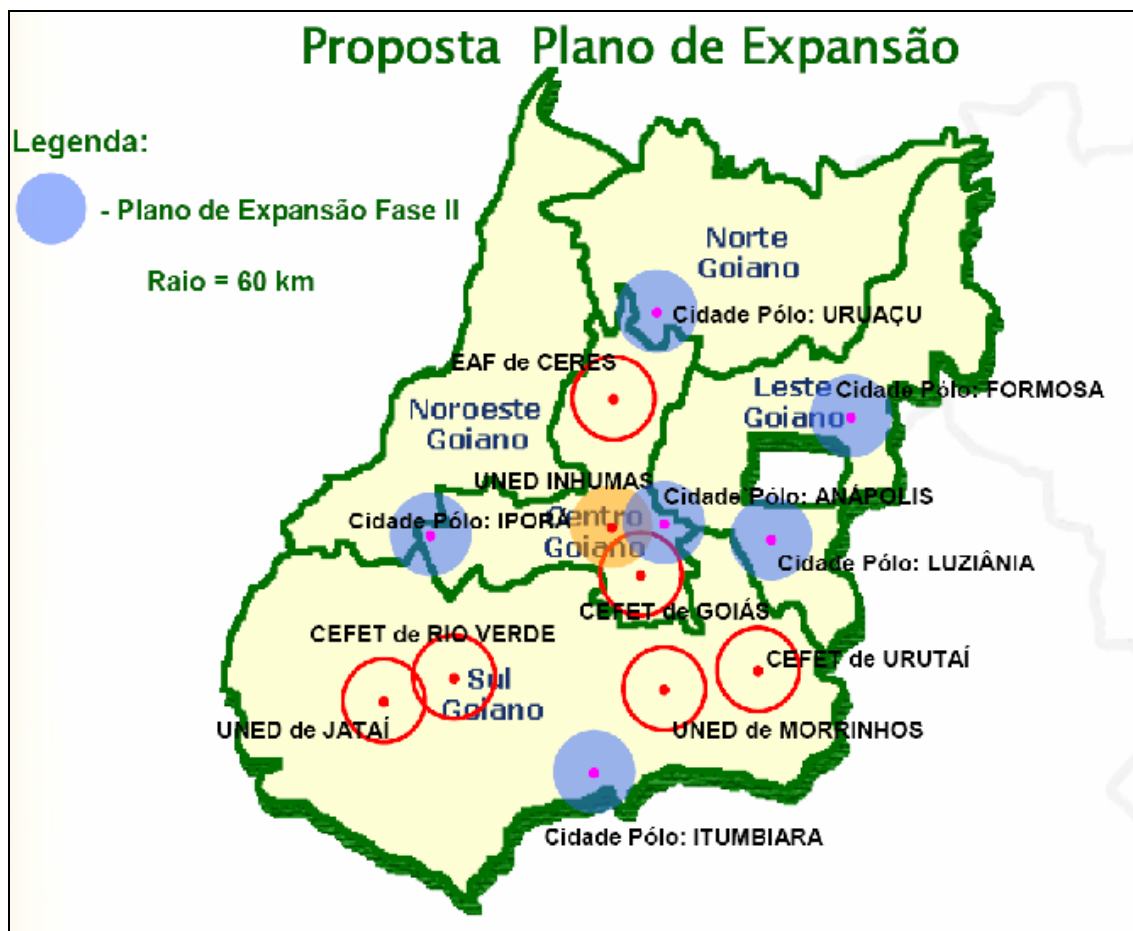 Proposta Plano de Expansão
Legenda:
- Plano de Expansão Fase II
Raio = 60 km
Norte
Goiano
Cidade Pólo: URUAÇU
EAF de CERES
Leste
Goiano
Cidade Pólo: FORMOSA
Noroeste
Goiano
UNED INHUMAS
Cidade Pólo: ANÁPOLIS
Cidade Pólo: IPORÁ
Centro
Goiano
Cidade Pólo: LUZIÂNIA
CEFET de GOIÁS
CEFET de RIO VERDE
CEFET de URUTAÍ
Sul
Goiano
UNED de JATAÍ
UNED de MORRINHOS
Cidade Pólo: ITUMBIARA